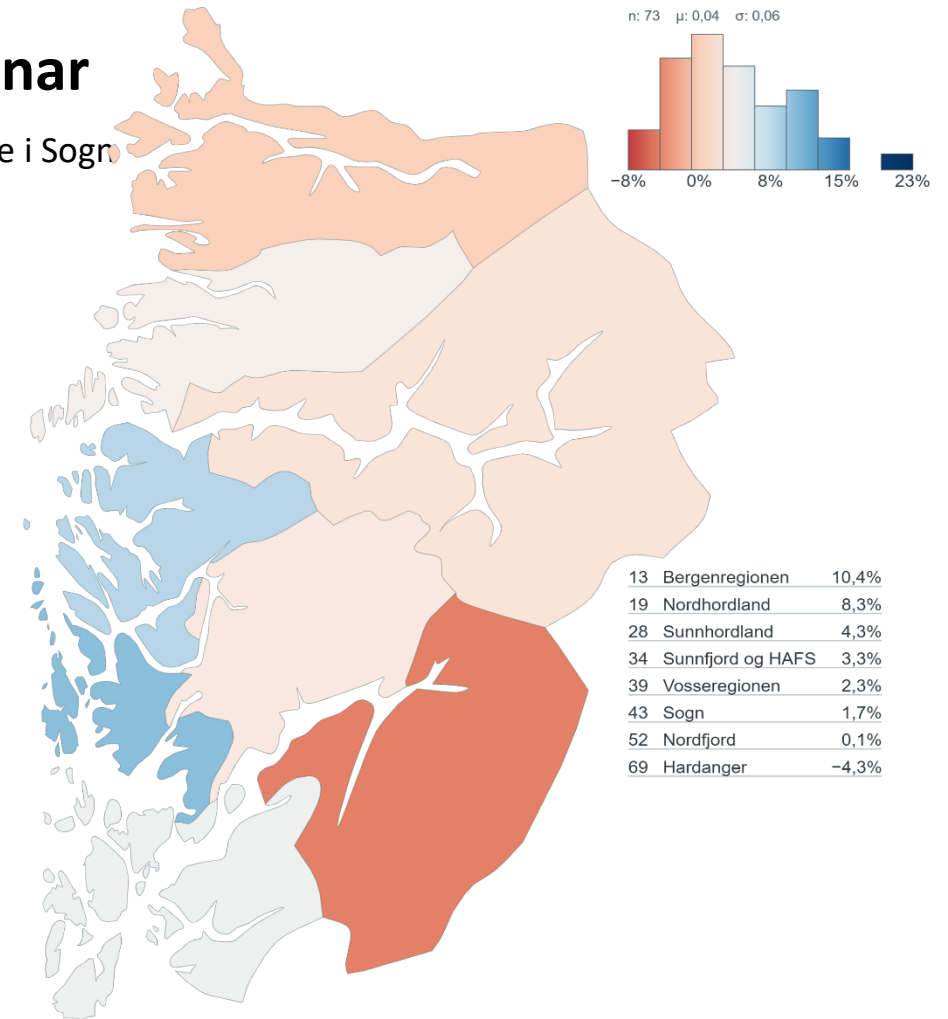 nar
e i Sogn
n: 73 μ: 0,04 σ: 0,06
−8% 0% 8% 15% 23%
13 Bergenregionen 10,4%
19 Nordhordland 8,3%
28 Sunnhordland 4,3%
34 Sunnfjord og HAFS 3,3%
39 Vosseregionen 2,3%
43 Sogn 1,7%
52 Nordfjord 0,1%
69 Hardanger −4,3%